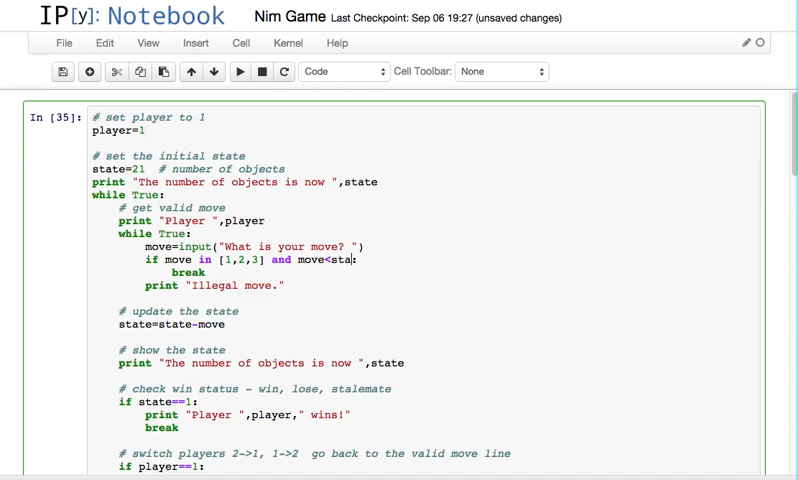 IP[y]: Notebook Nim Game Last Checkpoint: Sep 06 19:27 (unsaved changes)
File Edit View Insert Cell Kernel Help
Code Cell Toolbar: None
In [35]: # set player to 1
player=1
# set the initial state
state=21 # number of objects
print "The number of objects is now ",state
while True:
# get valid move
print "Player ",player
while True:
move=input("What is your move? ")
if move in [1,2,3] and move<sta:
break
print "Illegal move."
# update the state
state=state-move
# show the state
print "The number of objects is now ",state
# check win status - win, lose, stalemate
if state==1:
print "Player ",player," wins!"
break
# switch players 2->1, 1->2 go back to the valid move line
if player==1: